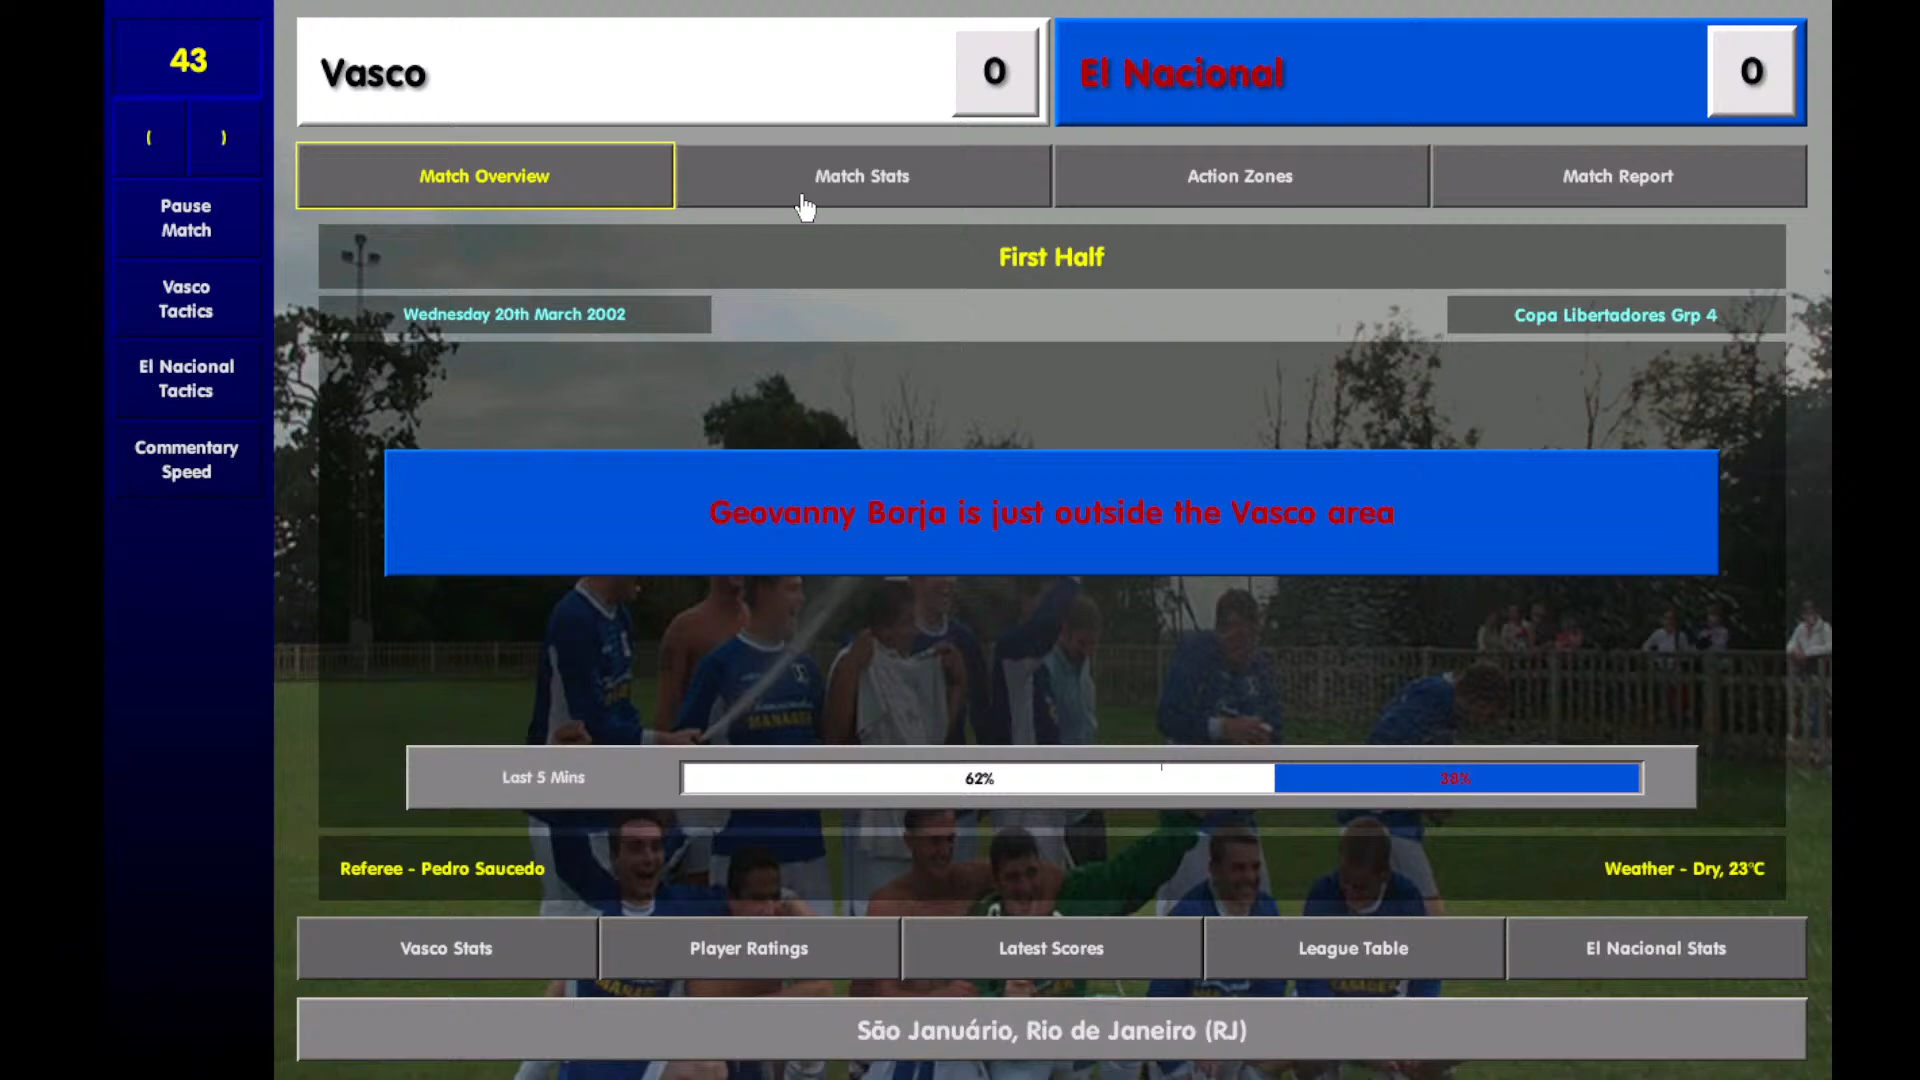 43
Vasco
0
El Nacional
0
( )
Match Overview
Match Stats
Action Zones
Match Report
Pause
Match
Vasco
Tactics
El Nacional
Tactics
Commentary
Speed
First Half
Wednesday 20th March 2002
Copa Libertadores Grp 4
Geovanny Borja is just outside the Vasco area
Last 5 Mins
62%
38%
Referee - Pedro Saucedo
Weather - Dry, 23°C
Vasco Stats
Player Ratings
Latest Scores
League Table
El Nacional Stats
São Januário, Rio de Janeiro (RJ)